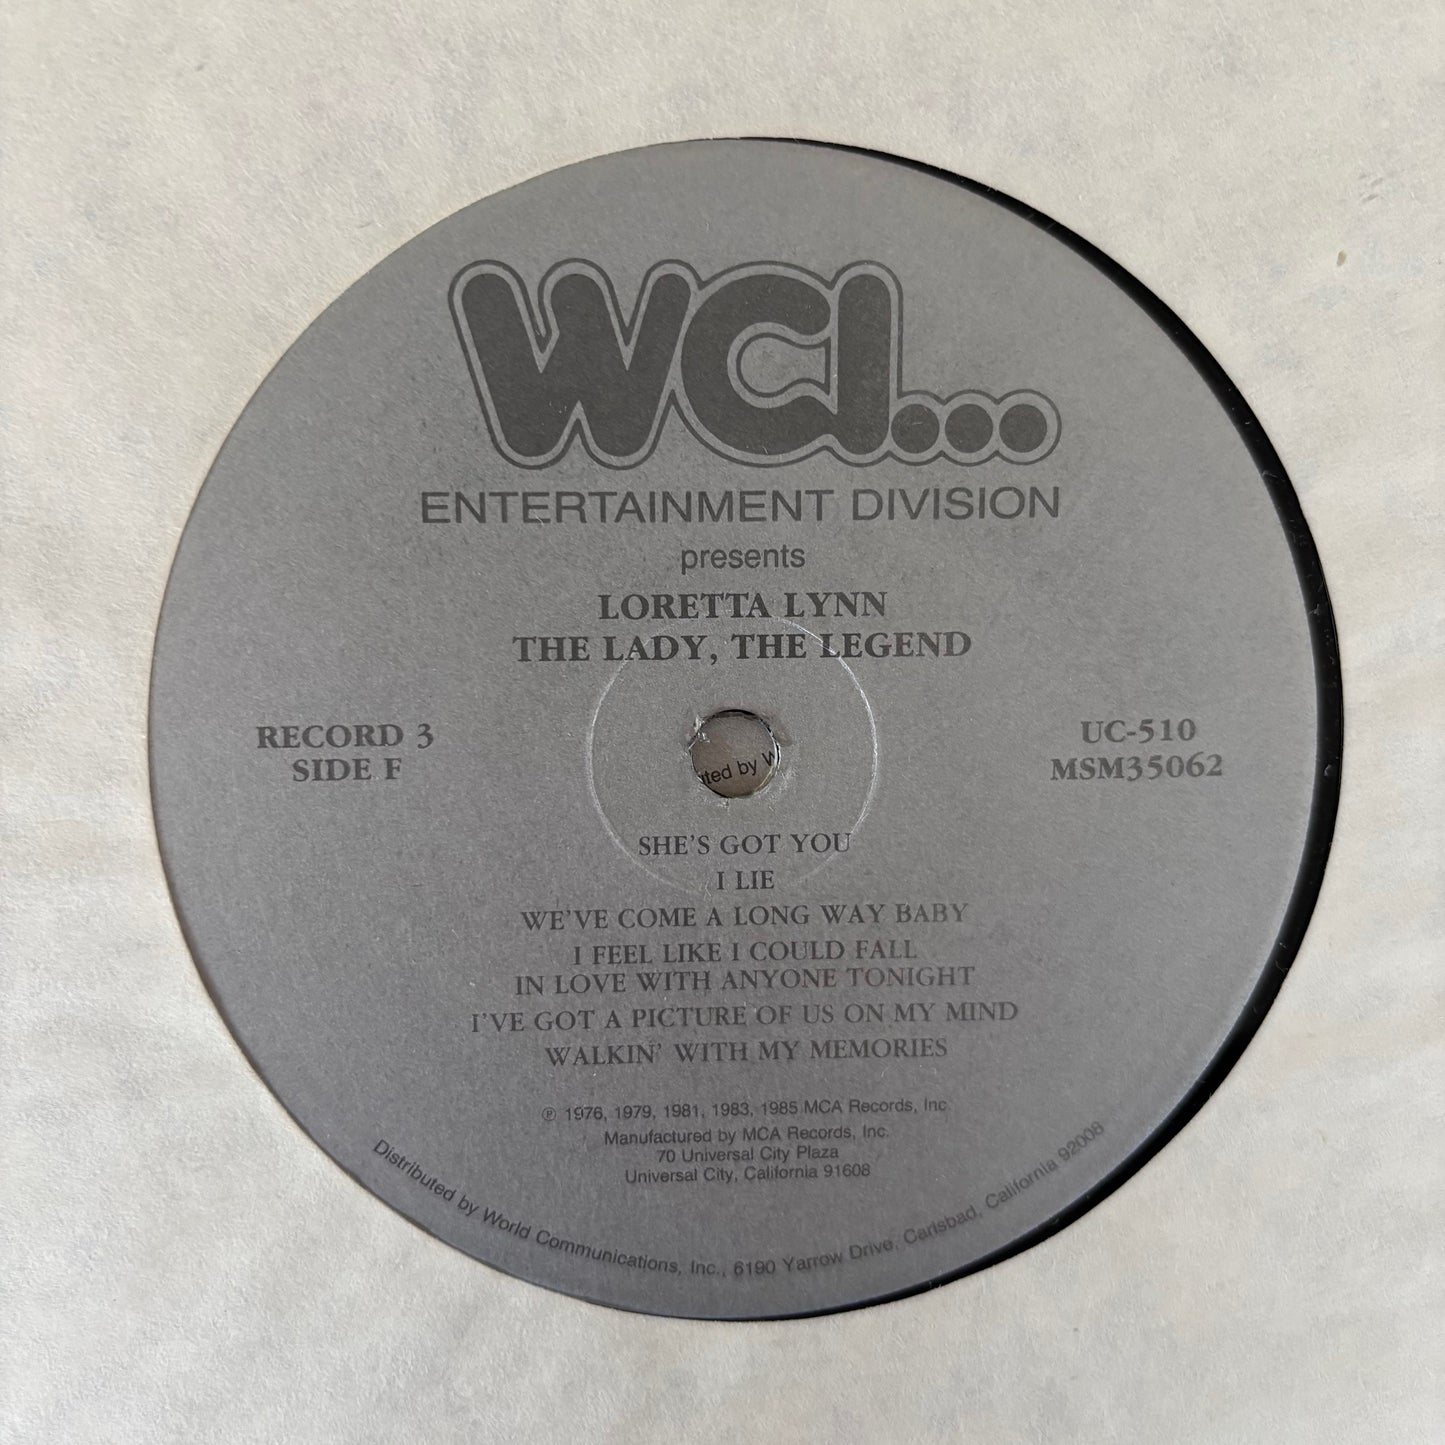 WCI...
ENTERTAINMENT DIVISION
presents
LORETTA LYNN
THE LADY, THE LEGEND
RECORD 3
SIDE F
UC-510
MSM35062
ted by W
SHE'S GOT YOU
I LIE
WE'VE COME A LONG WAY BABY
I FEEL LIKE I COULD FALL
IN LOVE WITH ANYONE TONIGHT
I'VE GOT A PICTURE OF US ON MY MIND
WALKIN' WITH MY MEMORIES
℗ 1976, 1979, 1981, 1983, 1985 MCA Records, Inc.
Manufactured by MCA Records, Inc.
70 Universal City Plaza
Universal City, California 91608
Distributed by World Communications, Inc., 6190 Yarrow Drive, Carlsbad, California 92008